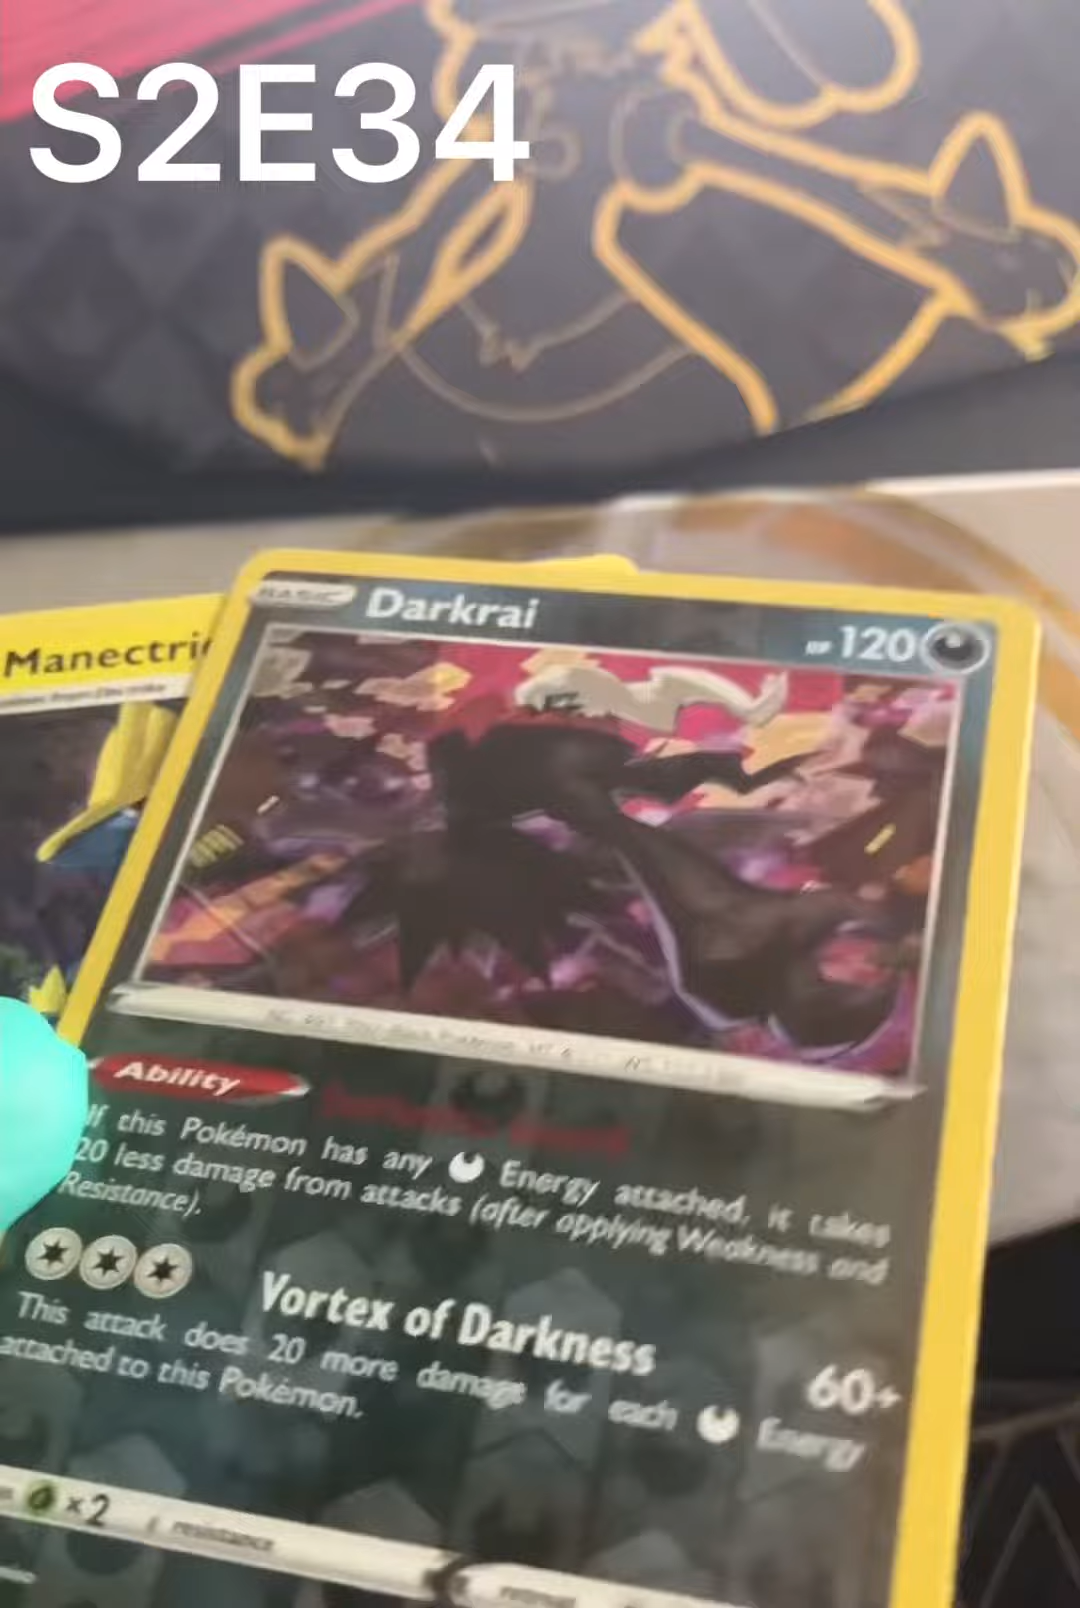 S2E34
BASIC Darkrai
120
Manectric
Ability
If this Pokémon has any Energy attached, it takes
20 less damage from attacks (after applying Weakness and
Resistance).
Vortex of Darkness
60+
This attack does 20 more damage for each Energy
attached to this Pokémon.
×2 resistance
retreat